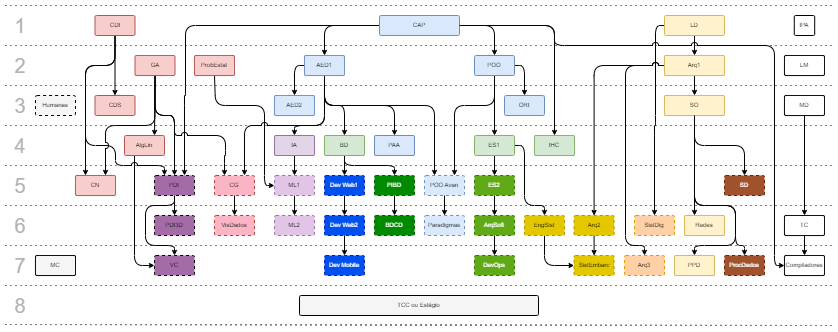 1
CDI
CAP
LD
IPA
2
GA
ProbEstat
AED1
POO
Arq1
LM
3
Humanas
CDS
AED2
ORI
SO
MD
4
AlgLin
IA
BD
PAA
ES1
IHC
5
CN
PDI
CG
ML1
Dev Web1
PIBD
POO Avan
ES2
SD
6
PDI3D
VisDados
ML2
Dev Web2
BDCD
Paradigmas
ArqSoft
EngSist
Arq2
SistDig
Redes
TC
7
MC
VC
Dev Mobile
DevOps
SistEmbarc
Arq3
PPD
ProcDados
Compiladores
8
TCC ou Estágio